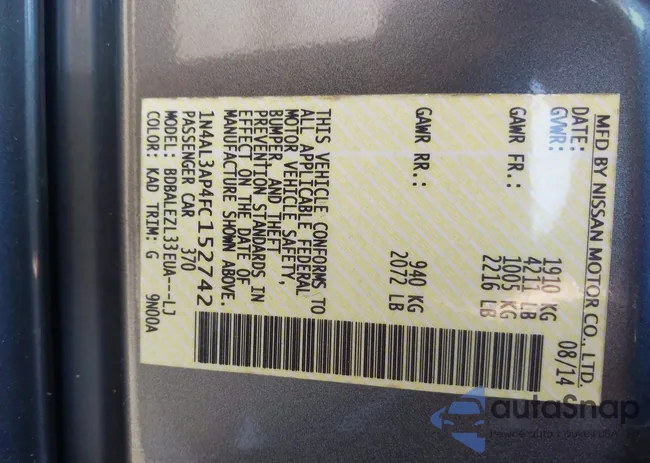 MFD BY NISSAN MOTOR CO., LTD.
DATE: 08/14
GVWR: 1910 KG
4211 LB
GAWR FR.: 1005 KG
2216 LB
GAWR RR.: 940 KG
2072 LB
THIS VEHICLE CONFORMS TO
ALL APPLICABLE FEDERAL
MOTOR VEHICLE SAFETY,
BUMPER, AND THEFT
PREVENTION STANDARDS IN
EFFECT ON THE DATE OF
MANUFACTURE SHOWN ABOVE.
1N4AL3AP4FC152742
PASSENGER CAR 370
MODEL: BDBALEZL33EUA---LJ
COLOR: KAD TRIM: G 9N00A
autoSnap
Pewne auta z aukcji